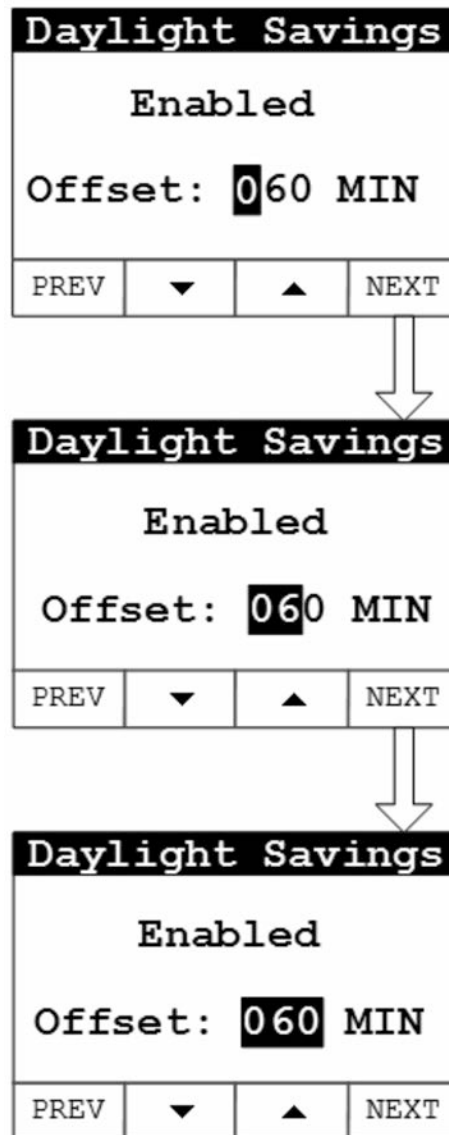 Daylight Savings
Enabled
Offset: 060 MIN
PREV ▼ ▲ NEXT
Daylight Savings
Enabled
Offset: 060 MIN
PREV ▼ ▲ NEXT
Daylight Savings
Enabled
Offset: 060 MIN
PREV ▼ ▲ NEXT